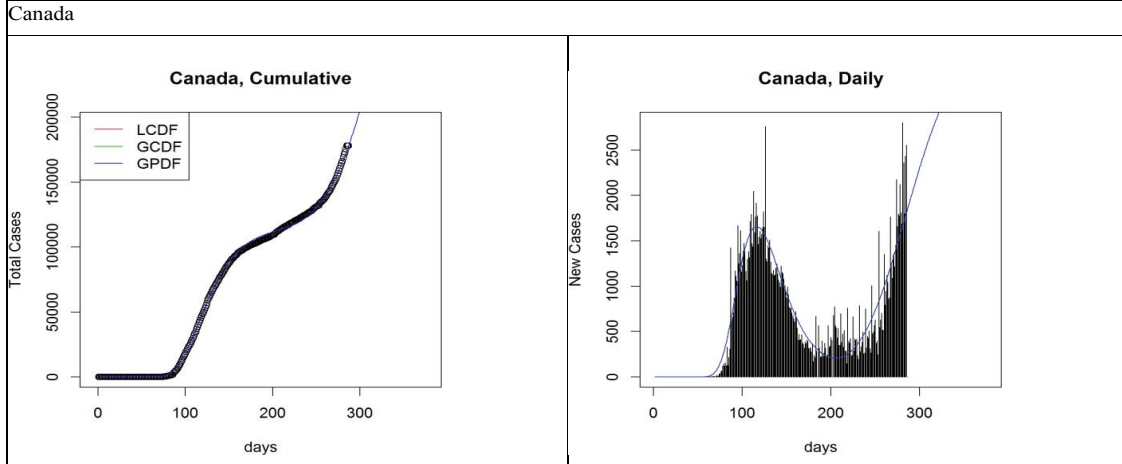 Canada
Canada, Cumulative
Total Cases
200000
150000
100000
50000
0
LCDF
GCDF
GPDF
0 100 200 300
days
Canada, Daily
New Cases
2500
2000
1500
1000
500
0
0 100 200 300
days